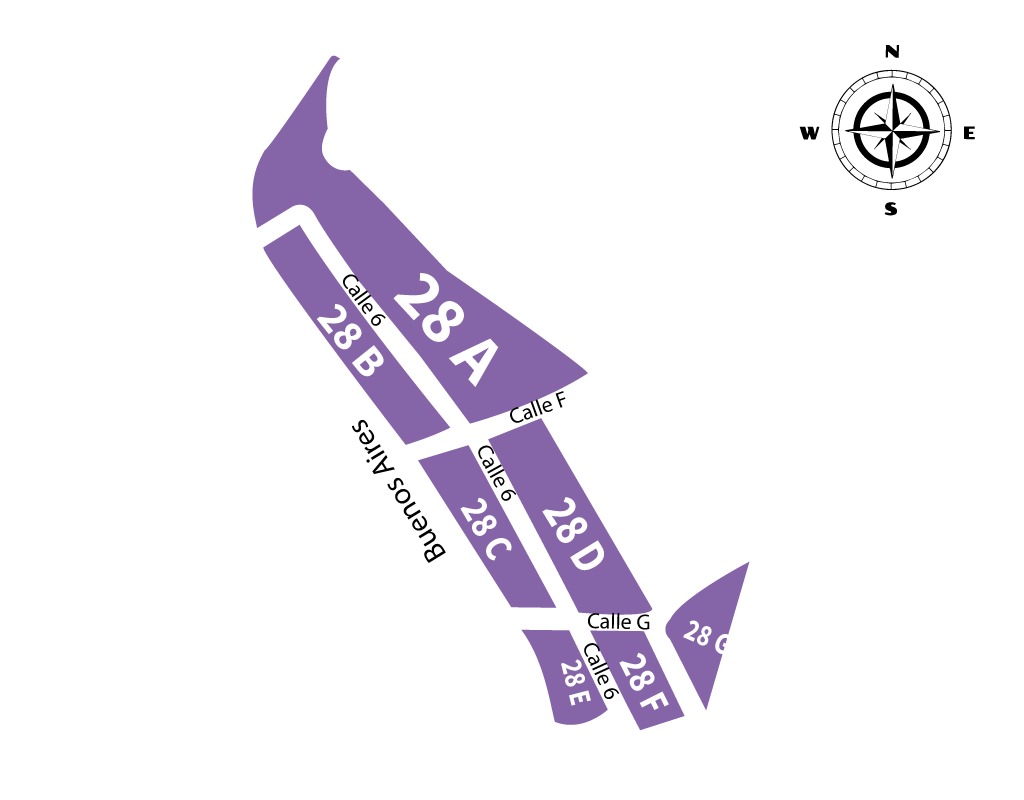 N
W
E
S
28 A
Calle 6
28 B
Calle F
Buenos Aires
Calle 6
28 C
28 D
Calle G
28 G
Calle 6
28 E
28 F